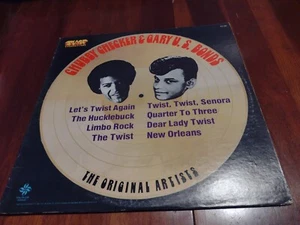 CHUBBY CHECKER & GARY U.S. BONDS
Let's Twist Again
The Hucklebuck
Limbo Rock
The Twist
Twist, Twist, Senora
Quarter To Three
Dear Lady Twist
New Orleans
THE ORIGINAL ARTISTS